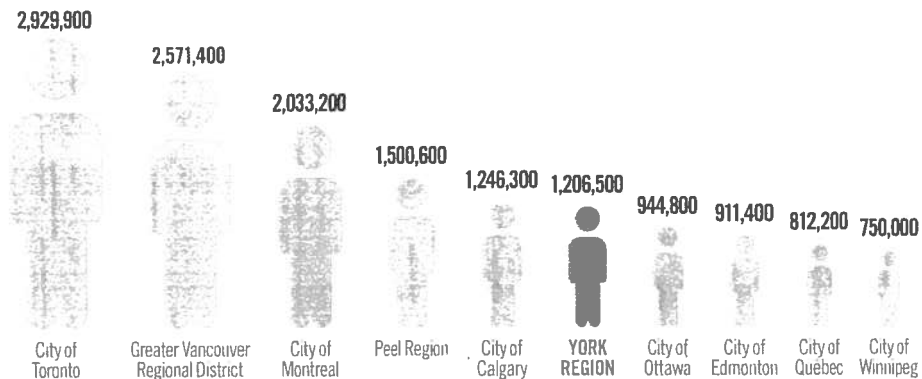 2,929,900
2,571,400
2,033,200
1,500,600
1,246,300
1,206,500
944,800
911,400
812,200
750,000
City of
Toronto
Greater Vancouver
Regional District
City of
Montreal
Peel Region
City of
Calgary
YORK
REGION
City of
Ottawa
City of
Edmonton
City of
Québec
City of
Winnipeg